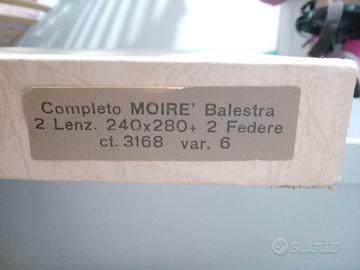 Completo MOIRE' Balestra
2 Lenz. 240x280+ 2 Federe
ct. 3168 var. 6
subito